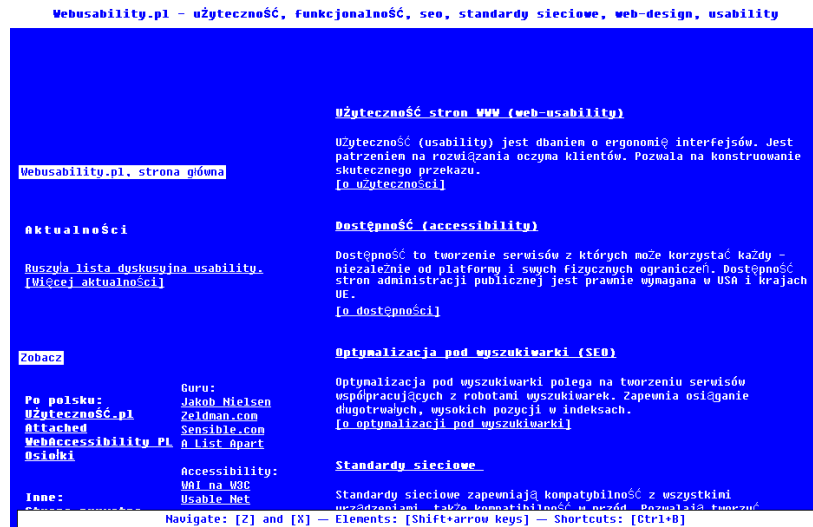 Webusability.pl - użyteczność, funkcjonalność, seo, standardy sieciowe, web-design, usability
Webusability.pl, strona główna
Aktualności
Ruszyła lista dyskusyjna usability.
[Więcej aktualności]
Zobacz
Po polsku:
Użyteczność.pl
Attached
WebAccessibility PL
Osiołki
Inne:
Guru:
Jakob Nielsen
Zeldman.com
Sensible.com
A List Apart
Accessibility:
WAI na W3C
Usable Net
Użyteczność stron WWW (web-usability)
Użyteczność (usability) jest dbaniem o ergonomię interfejsów. Jest
patrzeniem na rozwiązania oczyma klientów. Pozwala na konstruowanie
skutecznego przekazu.
[o użyteczności]
Dostępność (accessibility)
Dostępność to tworzenie serwisów z których może korzystać każdy -
niezależnie od platformy i swych fizycznych ograniczeń. Dostępność
stron administracji publicznej jest prawnie wymagana w USA i krajach
UE.
[o dostępności]
Optymalizacja pod wyszukiwarki (SEO)
Optymalizacja pod wyszukiwarki polega na tworzeniu serwisów
współpracujących z robotami wyszukiwarek. Zapewnia osiąganie
długotrwałych, wysokich pozycji w indeksach.
[o optymalizacji pod wyszukiwarki]
Standardy sieciowe
Standardy sieciowe zapewniają kompatybilność z wszystkimi
urządzeniami, także kompatybilność w przód. Pozwalają tworzyć
Navigate: [Z] and [X] — Elements: [Shift+arrow keys] — Shortcuts: [Ctrl+B]